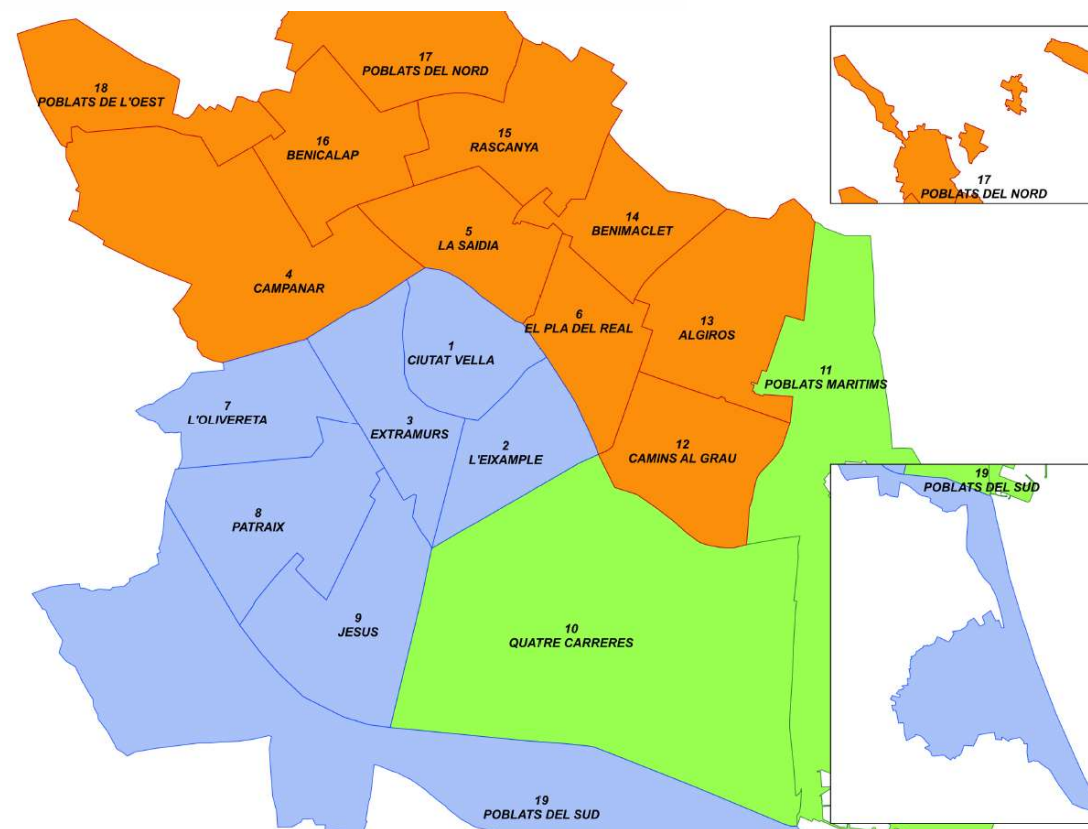 17
POBLATS DEL NORD
18
POBLATS DE L'OEST
15
RASCANYA
16
BENICALAP
17
POBLATS DEL NORD
14
BENIMACLET
5
LA SAIDIA
4
CAMPANAR
6
EL PLA DEL REAL
13
ALGIROS
1
CIUTAT VELLA
11
POBLATS MARITIMS
7
L'OLIVERETA
3
EXTRAMURS
2
L'EIXAMPLE
12
CAMINS AL GRAU
19
POBLATS DEL SUD
8
PATRAIX
9
JESUS
10
QUATRE CARRERES
19
POBLATS DEL SUD